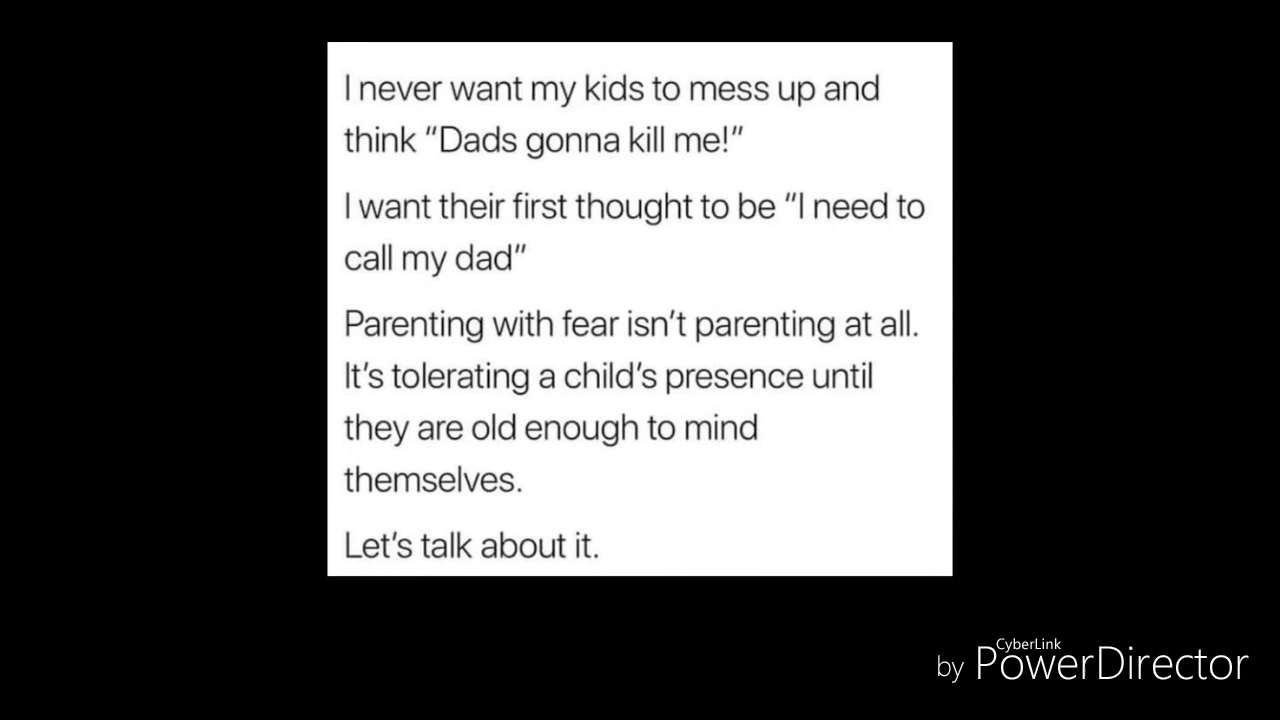 I never want my kids to mess up and
think “Dads gonna kill me!”
I want their first thought to be “I need to
call my dad”
Parenting with fear isn’t parenting at all.
It’s tolerating a child’s presence until
they are old enough to mind
themselves.
Let’s talk about it.
CyberLink
by PowerDirector